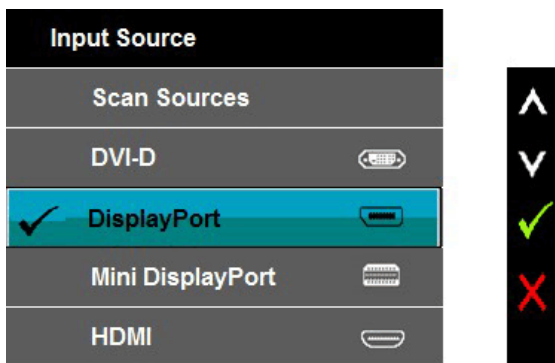 Input Source
Scan Sources
DVI-D
DisplayPort
Mini DisplayPort
HDMI